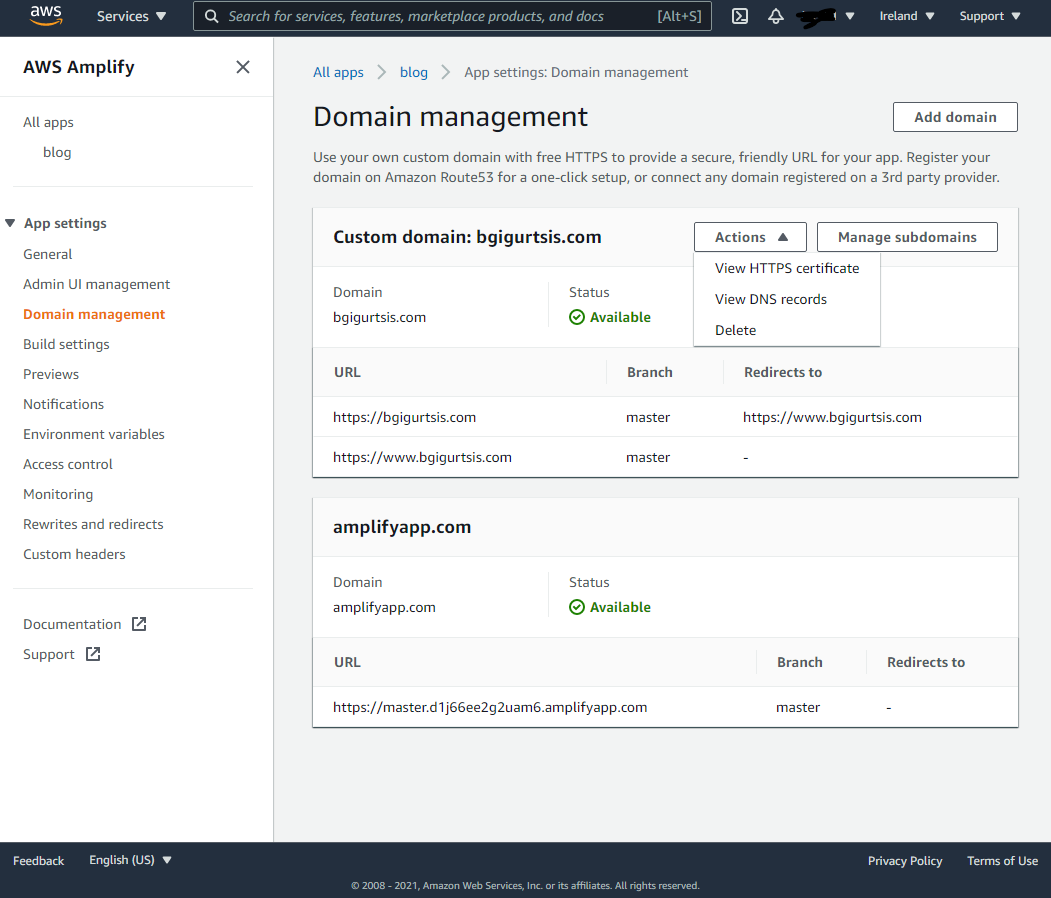 aws Services Search for services, features, marketplace products, and docs [Alt+S] Ireland Support
AWS Amplify
All apps
blog
App settings
General
Admin UI management
Domain management
Build settings
Previews
Notifications
Environment variables
Access control
Monitoring
Rewrites and redirects
Custom headers
Documentation
Support
All apps blog App settings: Domain management
Domain management
Add domain
Use your own custom domain with free HTTPS to provide a secure, friendly URL for your app. Register your
domain on Amazon Route53 for a one-click setup, or connect any domain registered on a 3rd party provider.
Custom domain: bgigurtsis.com Actions Manage subdomains
View HTTPS certificate
View DNS records
Delete
Domain Status
bgigurtsis.com Available
URL Branch Redirects to
https://bgigurtsis.com master https://www.bgigurtsis.com
https://www.bgigurtsis.com master -
amplifyapp.com
Domain Status
amplifyapp.com Available
URL Branch Redirects to
https://master.d1j66ee2g2uam6.amplifyapp.com master -
Feedback English (US) Privacy Policy Terms of Use
© 2008 - 2021, Amazon Web Services, Inc. or its affiliates. All rights reserved.